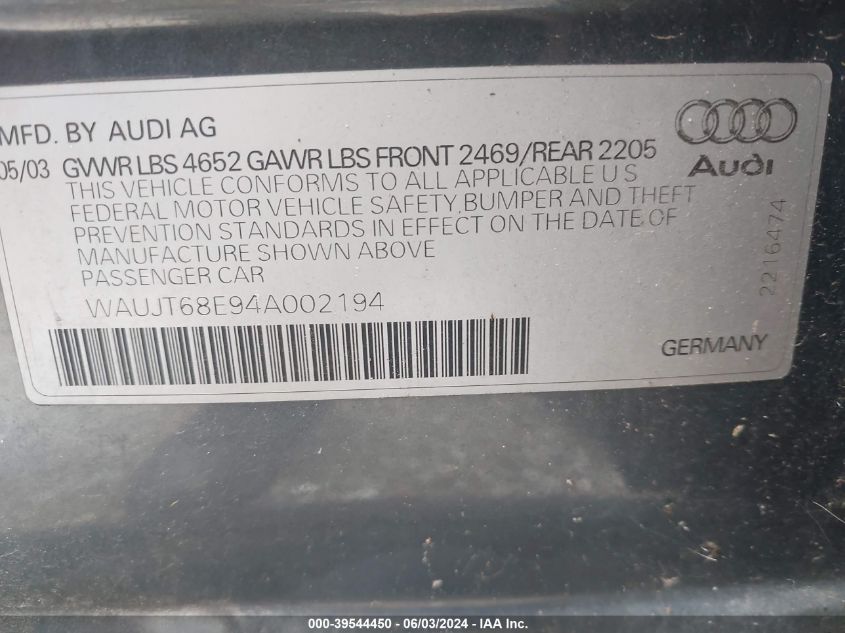 MFD. BY AUDI AG
05/03 GVWR LBS 4652 GAWR LBS FRONT 2469/REAR 2205
Audi
THIS VEHICLE CONFORMS TO ALL APPLICABLE U S
FEDERAL MOTOR VEHICLE SAFETY, BUMPER AND THEFT
PREVENTION STANDARDS IN EFFECT ON THE DATE OF
MANUFACTURE SHOWN ABOVE
PASSENGER CAR
2216474
WAUJT68E94A002194
GERMANY
000-39544450 - 06/03/2024 - IAA Inc.